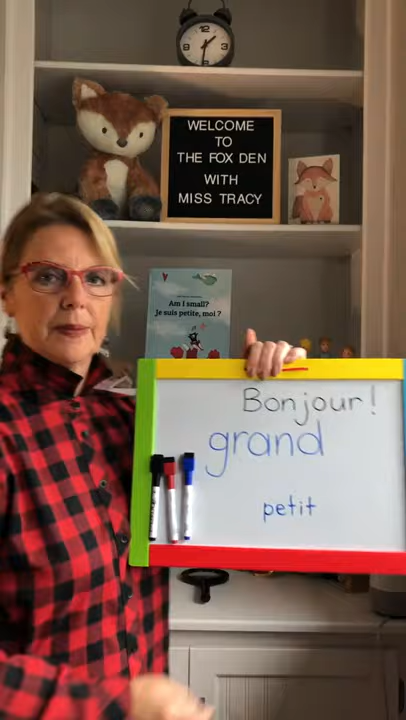 WELCOME
TO
THE FOX DEN
WITH
MISS TRACY
Am I small?
Je suis petite, moi ?
Bonjour!
grand
petit